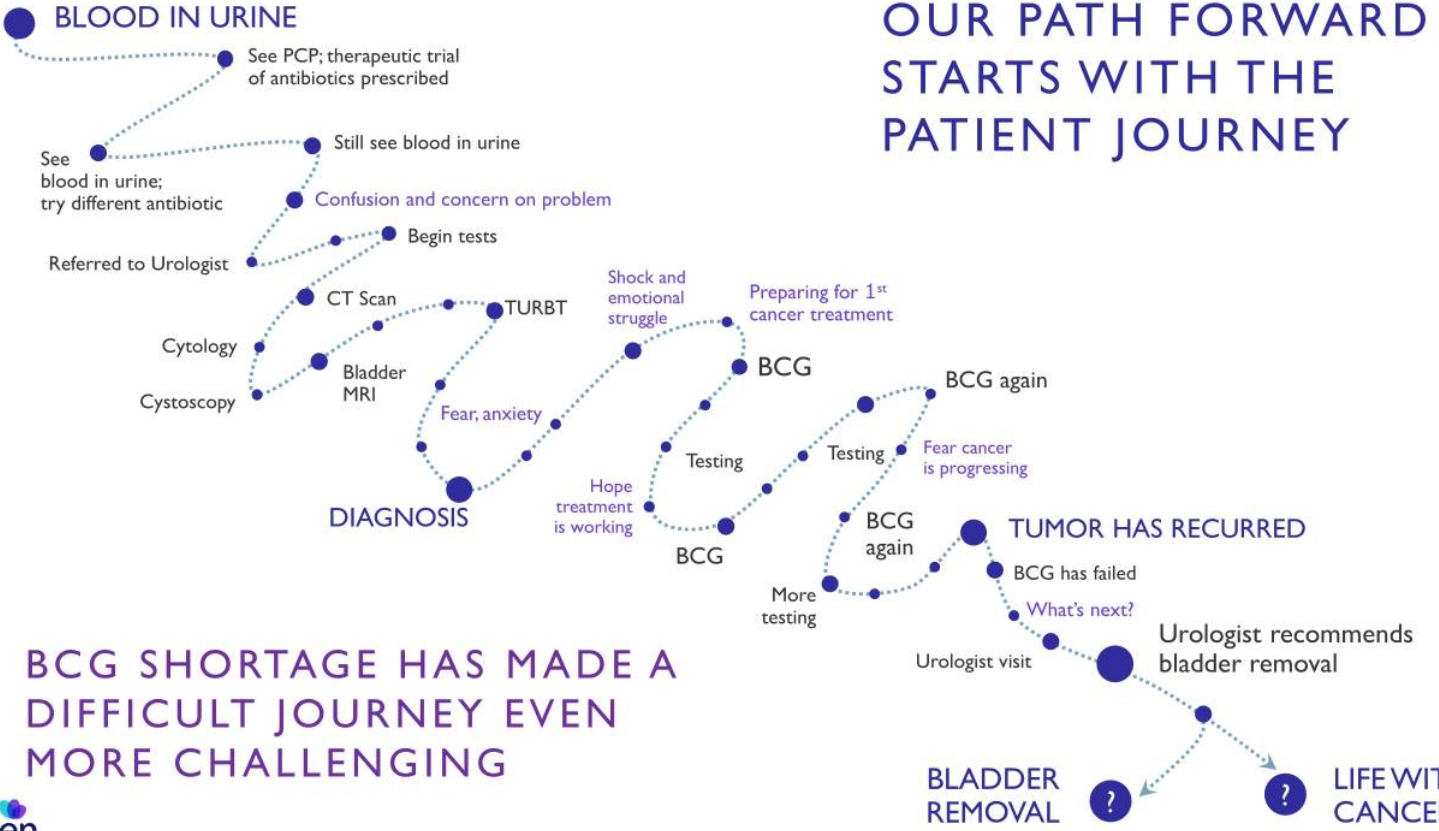 BLOOD IN URINE
OUR PATH FORWARD
STARTS WITH THE
PATIENT JOURNEY
See PCP; therapeutic trial
of antibiotics prescribed
See
blood in urine;
try different antibiotic
Still see blood in urine
Confusion and concern on problem
Referred to Urologist
Begin tests
CT Scan
Cytology
Cystoscopy
Bladder
MRI
TURBT
Fear, anxiety
DIAGNOSIS
Shock and
emotional
struggle
Preparing for 1st
cancer treatment
BCG
Testing
Hope
treatment
is working
BCG
Testing
BCG again
Fear cancer
is progressing
BCG
again
More
testing
TUMOR HAS RECURRED
BCG has failed
What's next?
Urologist visit
Urologist recommends
bladder removal
BLADDER
REMOVAL
?
?
LIFE WIT
CANCE
BCG SHORTAGE HAS MADE A
DIFFICULT JOURNEY EVEN
MORE CHALLENGING
en